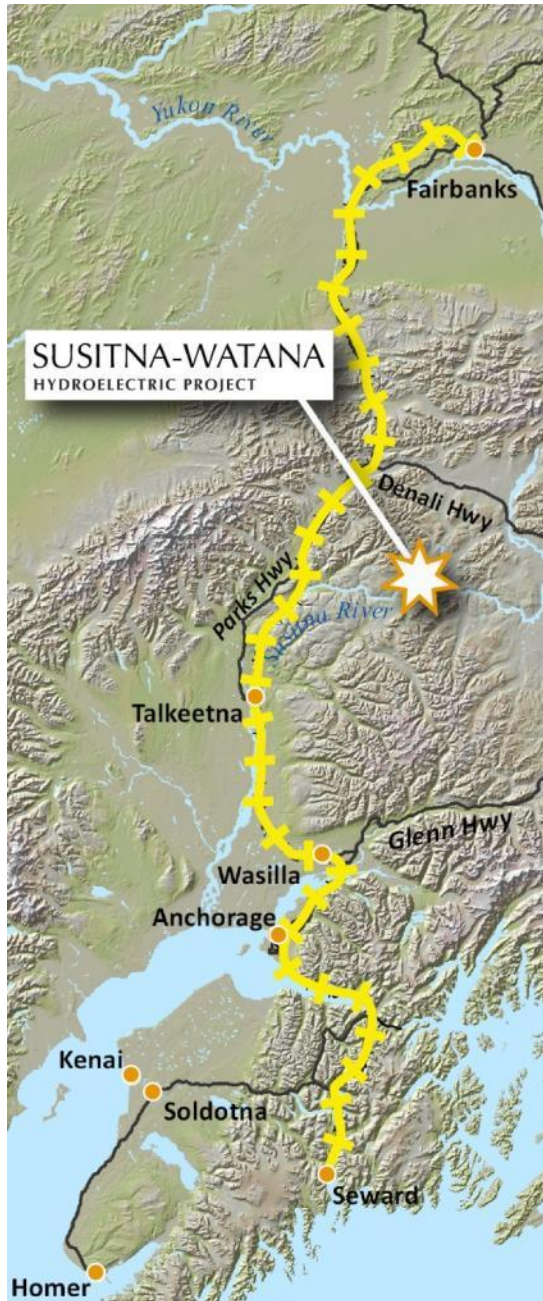 Yukon River
Fairbanks
SUSITNA-WATANA
HYDROELECTRIC PROJECT
Denali Hwy
Parks Hwy
Susitna River
Talkeetna
Glenn Hwy
Wasilla
Anchorage
Kenai
Soldotna
Seward
Homer